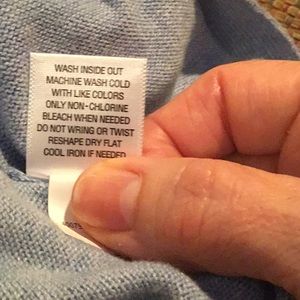 WASH INSIDE OUT
MACHINE WASH COLD
WITH LIKE COLORS
ONLY NON-CHLORINE
BLEACH WHEN NEEDED
DO NOT WRING OR TWIST
RESHAPE DRY FLAT
COOL IRON IF NEEDED